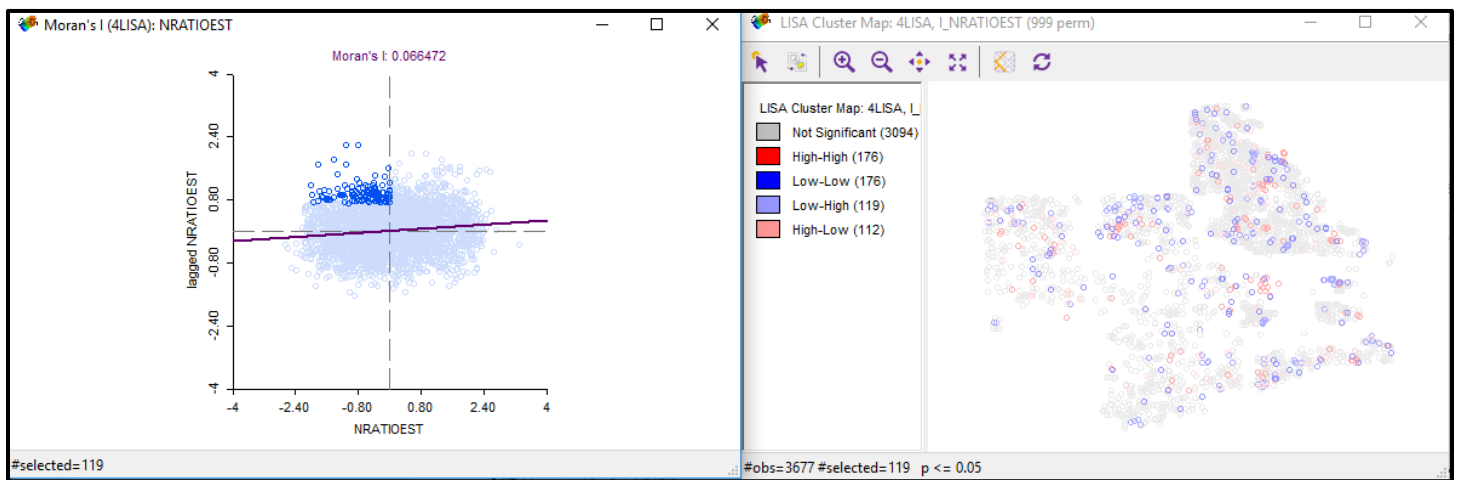 Moran's I (4LISA): NRATIOEST
Moran's I: 0.066472
4
2.40
0.80
-0.80
-2.40
-4
lagged NRATIOEST
-4
-2.40
-0.80
0.80
2.40
4
NRATIOEST
#selected=119
LISA Cluster Map: 4LISA, I_NRATIOEST (999 perm)
LISA Cluster Map: 4LISA, I_
Not Significant (3094)
High-High (176)
Low-Low (176)
Low-High (119)
High-Low (112)
#obs=3677 #selected=119 p <= 0.05